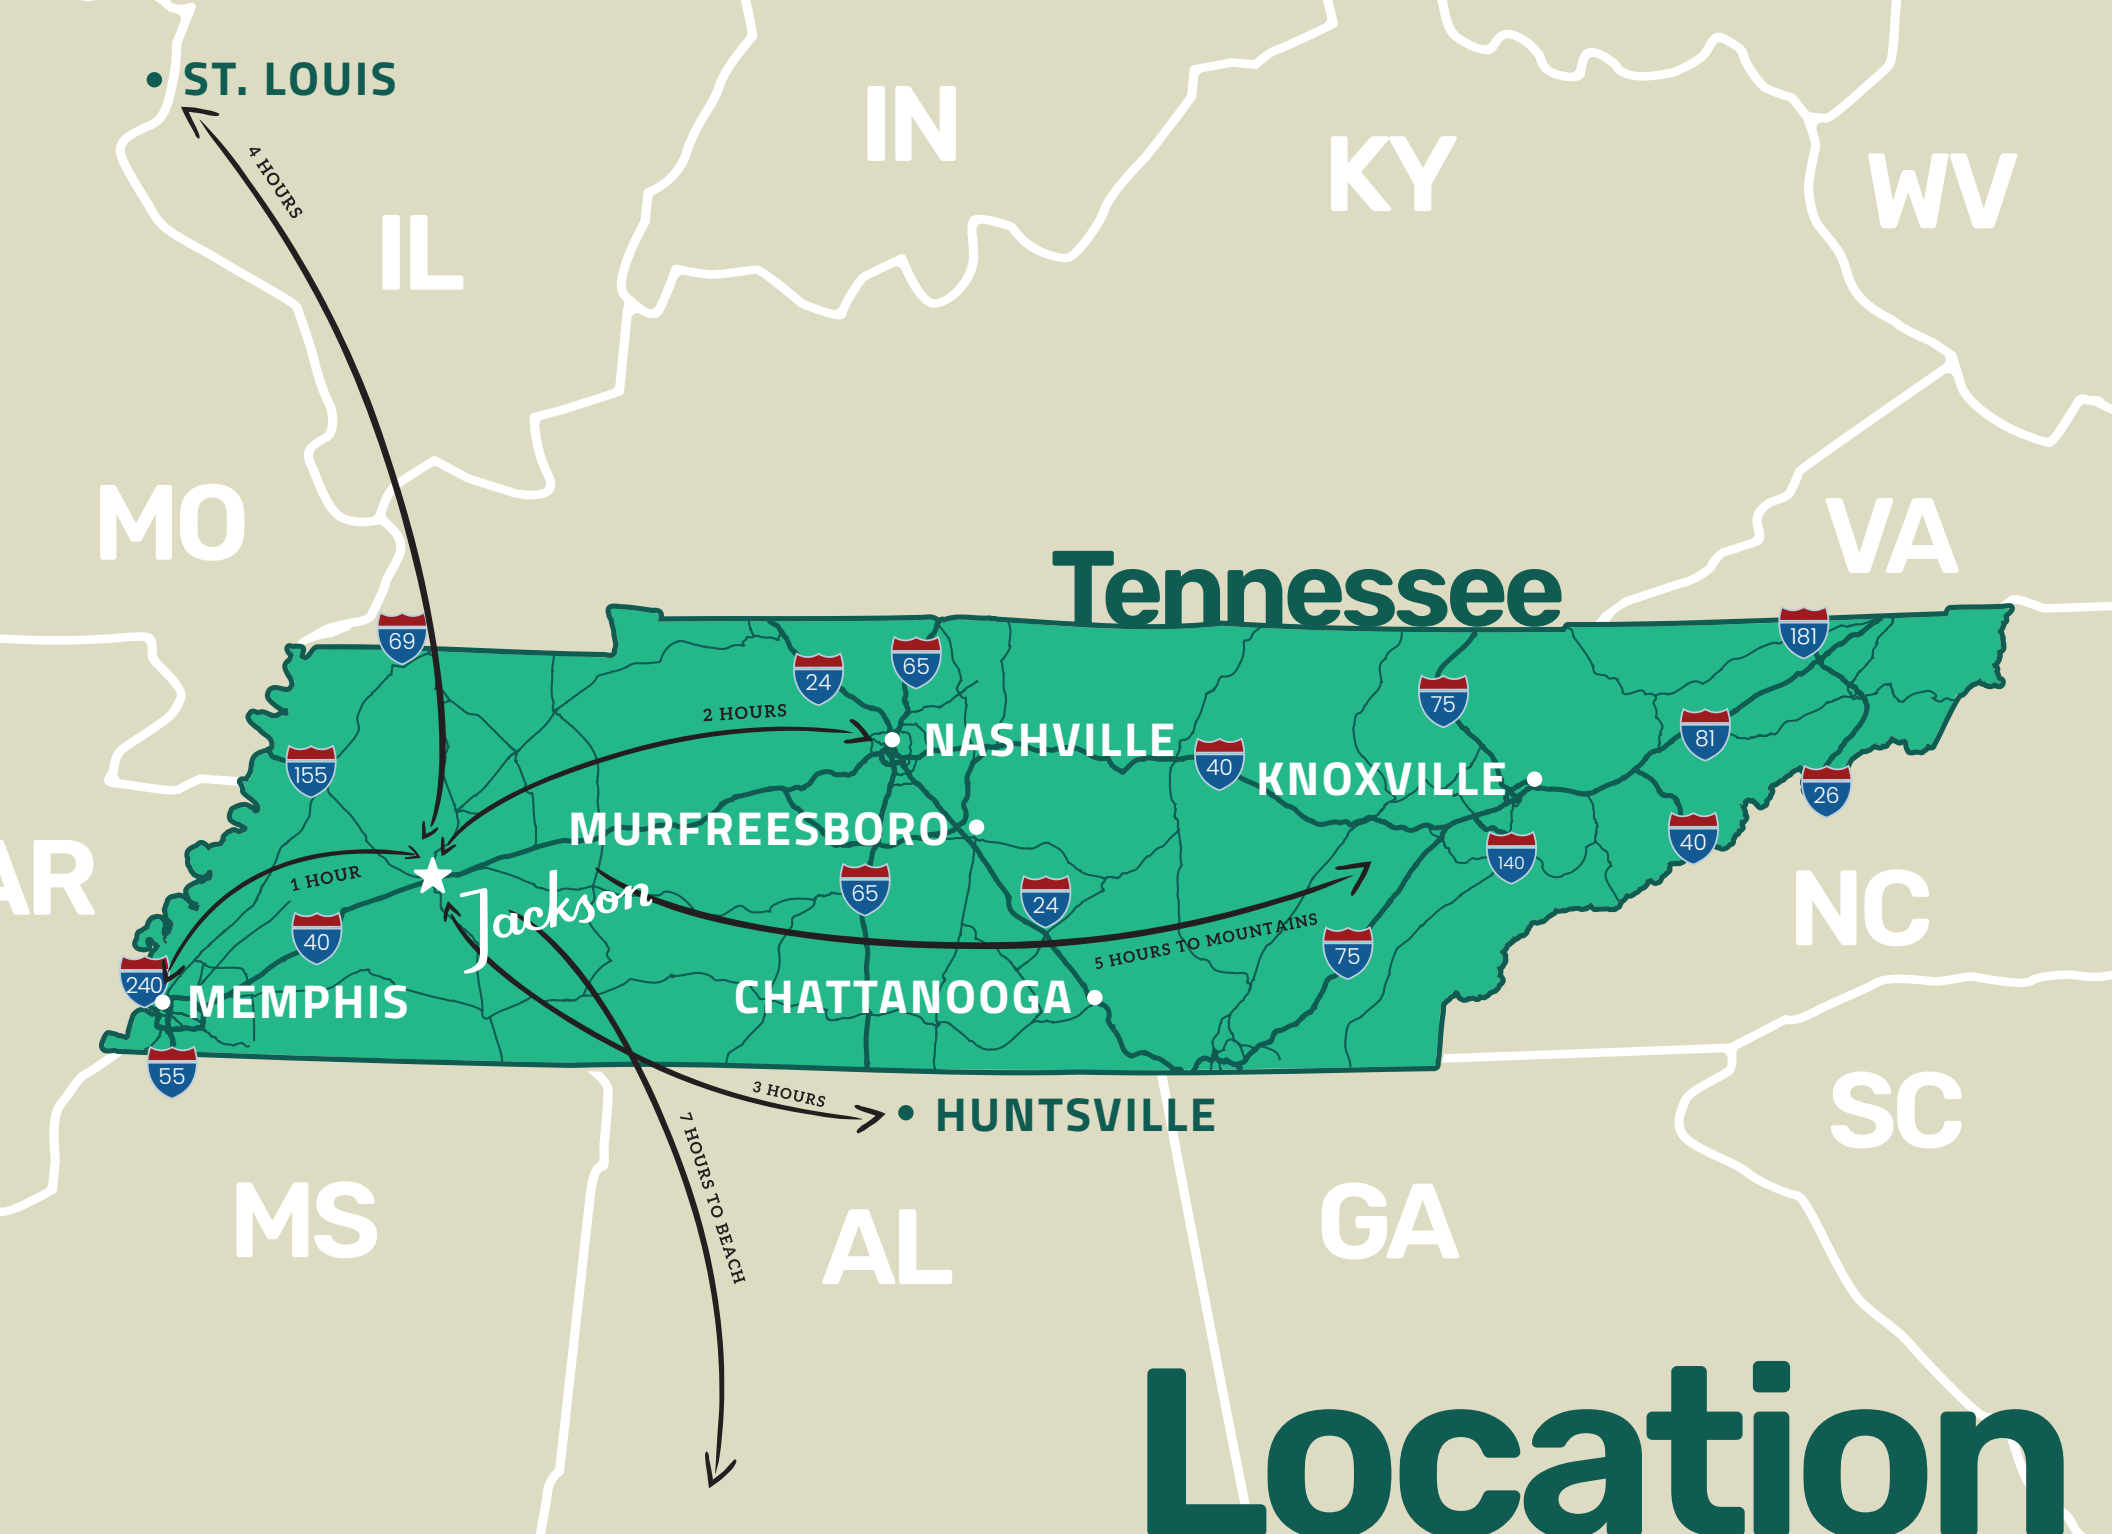 ST. LOUIS
4 HOURS
IN
KY
WV
IL
MO
VA
Tennessee
69
181
24
65
75
2 HOURS
81
155
NASHVILLE
40
KNOXVILLE
26
MURFREESBORO
40
140
AR
1 HOUR
65
24
Jackson
NC
40
5 HOURS TO MOUNTAINS
75
240
MEMPHIS
CHATTANOOGA
55
3 HOURS
HUNTSVILLE
SC
7 HOURS TO BEACH
MS
AL
GA
Location